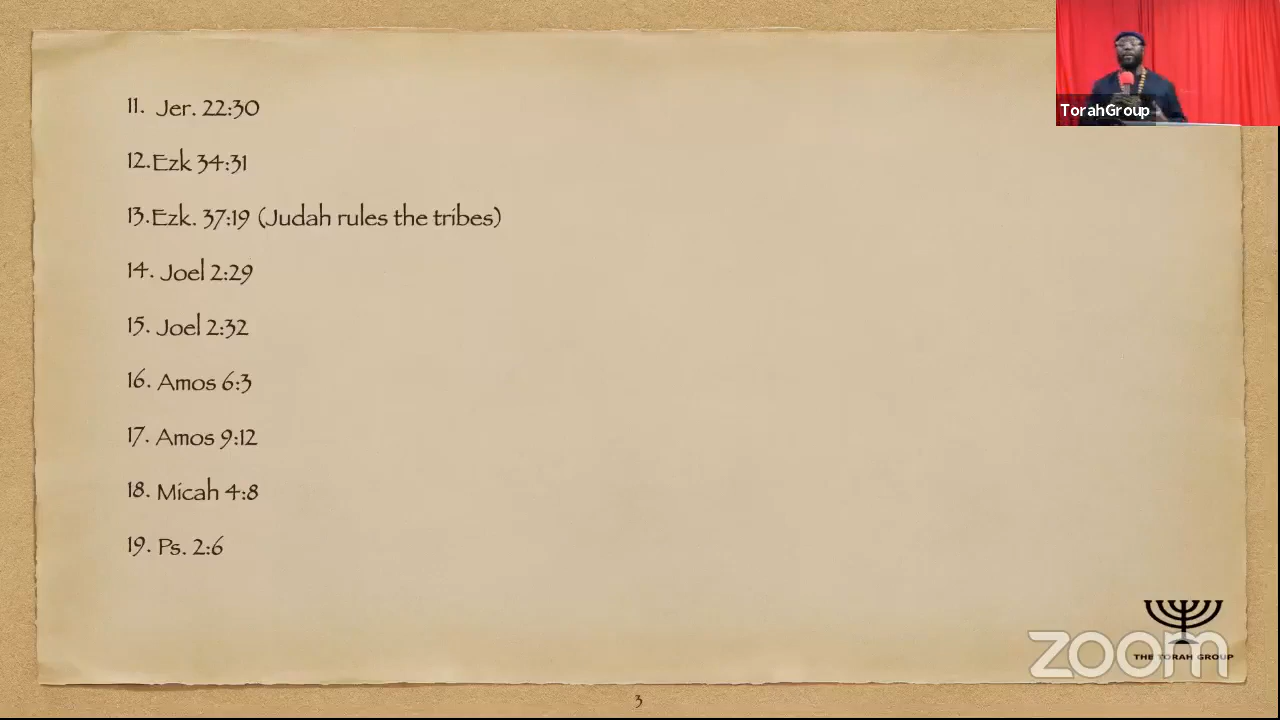 TorahGroup
11. Jer. 22:30
12. Ezk 34:31
13. Ezk. 37:19 (Judah rules the tribes)
14. Joel 2:29
15. Joel 2:32
16. Amos 6:3
17. Amos 9:12
18. Micah 4:8
19. Ps. 2:6
zoom
THE TORAH GROUP
3